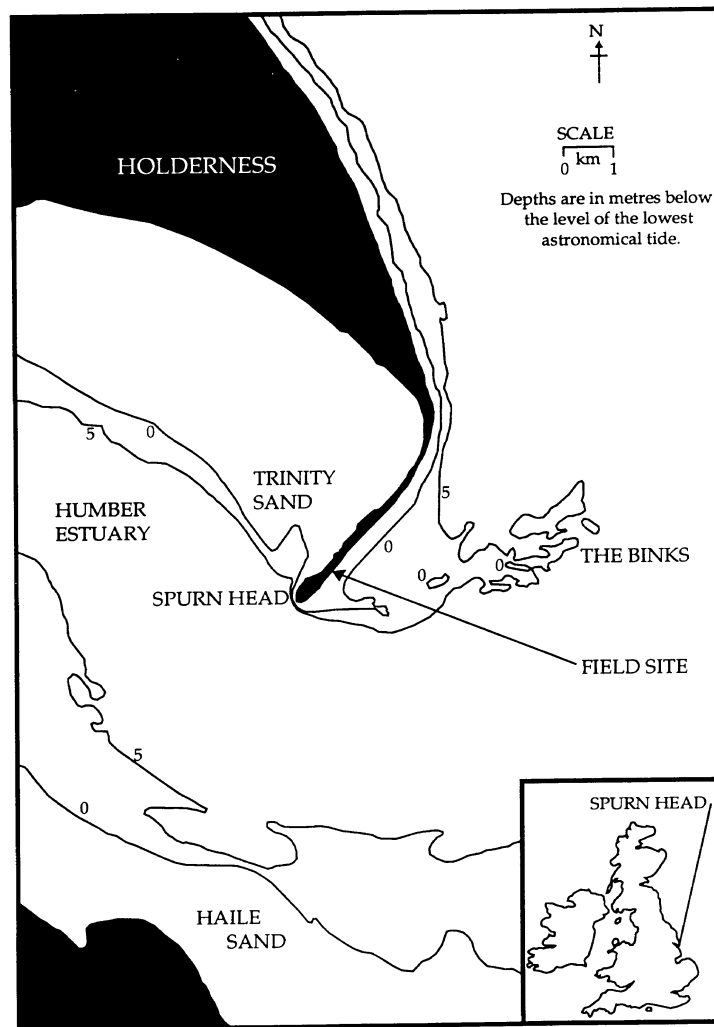 N
SCALE
0 km 1
Depths are in metres below
the level of the lowest
astronomical tide.
HOLDERNESS
5 0
TRINITY
SAND
HUMBER
ESTUARY
5
0
0
0
THE BINKS
SPURN HEAD
FIELD SITE
5
0
SPURN HEAD
HAILE
SAND